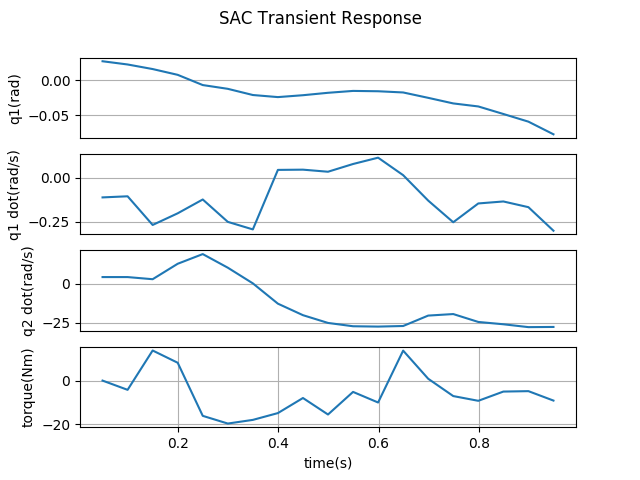 SAC Transient Response
q1(rad)
0.00
−0.05
q1 dot(rad/s)
0.00
−0.25
q2 dot(rad/s)
0
−25
torque(Nm)
0
−20
0.2 0.4 0.6 0.8
time(s)